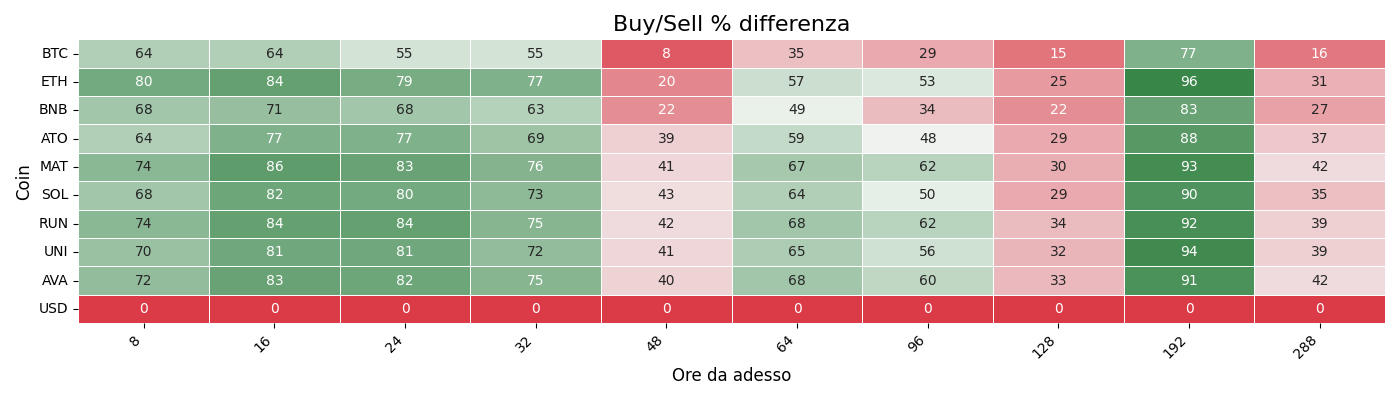 Buy/Sell % differenza
BTC 64 64 55 55 8 35 29 15 77 16
ETH 80 84 79 77 20 57 53 25 96 31
BNB 68 71 68 63 22 49 34 22 83 27
ATO 64 77 77 69 39 59 48 29 88 37
MAT 74 86 83 76 41 67 62 30 93 42
SOL 68 82 80 73 43 64 50 29 90 35
RUN 74 84 84 75 42 68 62 34 92 39
UNI 70 81 81 72 41 65 56 32 94 39
AVA 72 83 82 75 40 68 60 33 91 42
USD 0 0 0 0 0 0 0 0 0 0
8 16 24 32 48 64 96 128 192 288
Coin
Ore da adesso